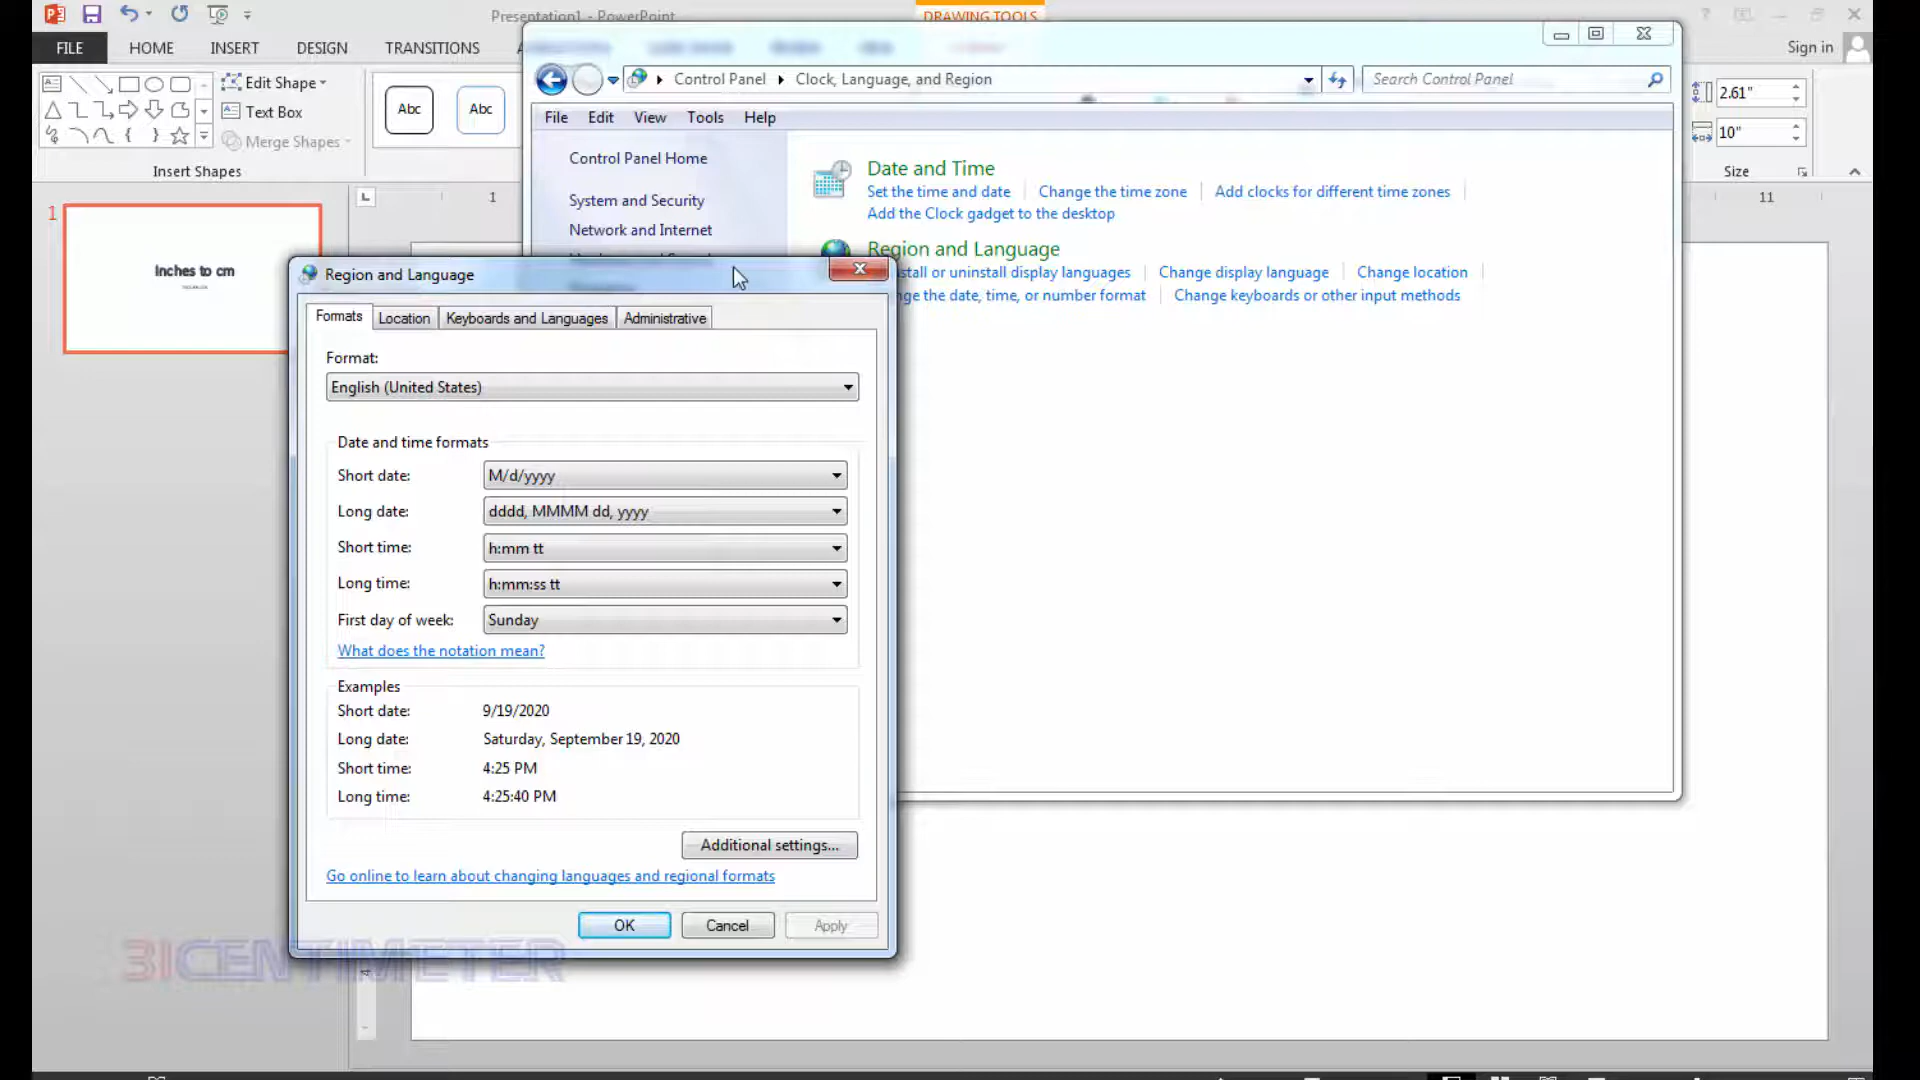 Presentation1 - PowerPoint
DRAWING TOOLS
FILE HOME INSERT DESIGN TRANSITIONS
Sign in
Edit Shape
Text Box
Merge Shapes
Insert Shapes
Abc Abc
2.61"
10"
Size
1 11
1
Inches to cm
Control Panel Clock, Language, and Region
Search Control Panel
File Edit View Tools Help
Control Panel Home
System and Security
Network and Internet
Date and Time
Set the time and date Change the time zone Add clocks for different time zones
Add the Clock gadget to the desktop
Region and Language
stall or uninstall display languages Change display language Change location
nge the date, time, or number format Change keyboards or other input methods
Region and Language
Formats Location Keyboards and Languages Administrative
Format:
English (United States)
Date and time formats
Short date: M/d/yyyy
Long date: dddd, MMMM dd, yyyy
Short time: h:mm tt
Long time: h:mm:ss tt
First day of week: Sunday
What does the notation mean?
Examples
Short date: 9/19/2020
Long date: Saturday, September 19, 2020
Short time: 4:25 PM
Long time: 4:25:40 PM
Additional settings...
Go online to learn about changing languages and regional formats
OK Cancel Apply
31CENTIMETER